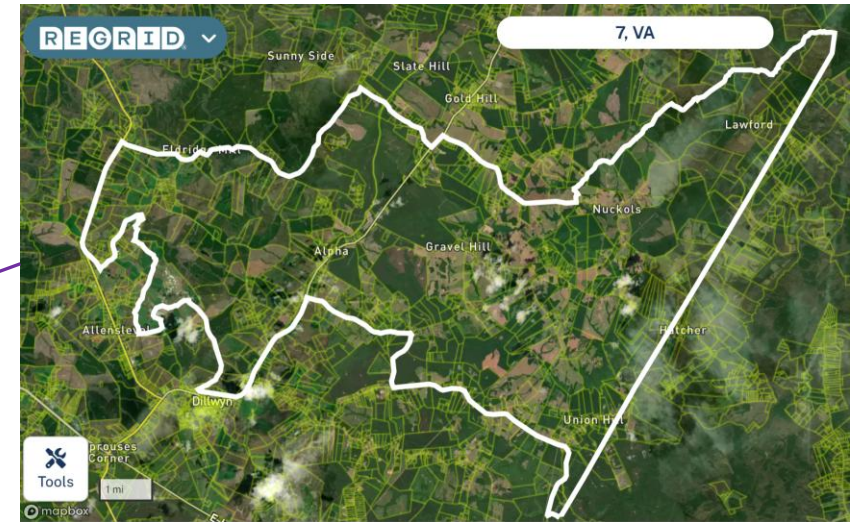 REGRID
7, VA
Sunny Side
Slate Hill
Gold Hill
Lawford
Nuckols
Alpha
Gravel Hill
Hatcher
Dillwyn
Union Hill
Corner
Tools
1 mi
mapbox